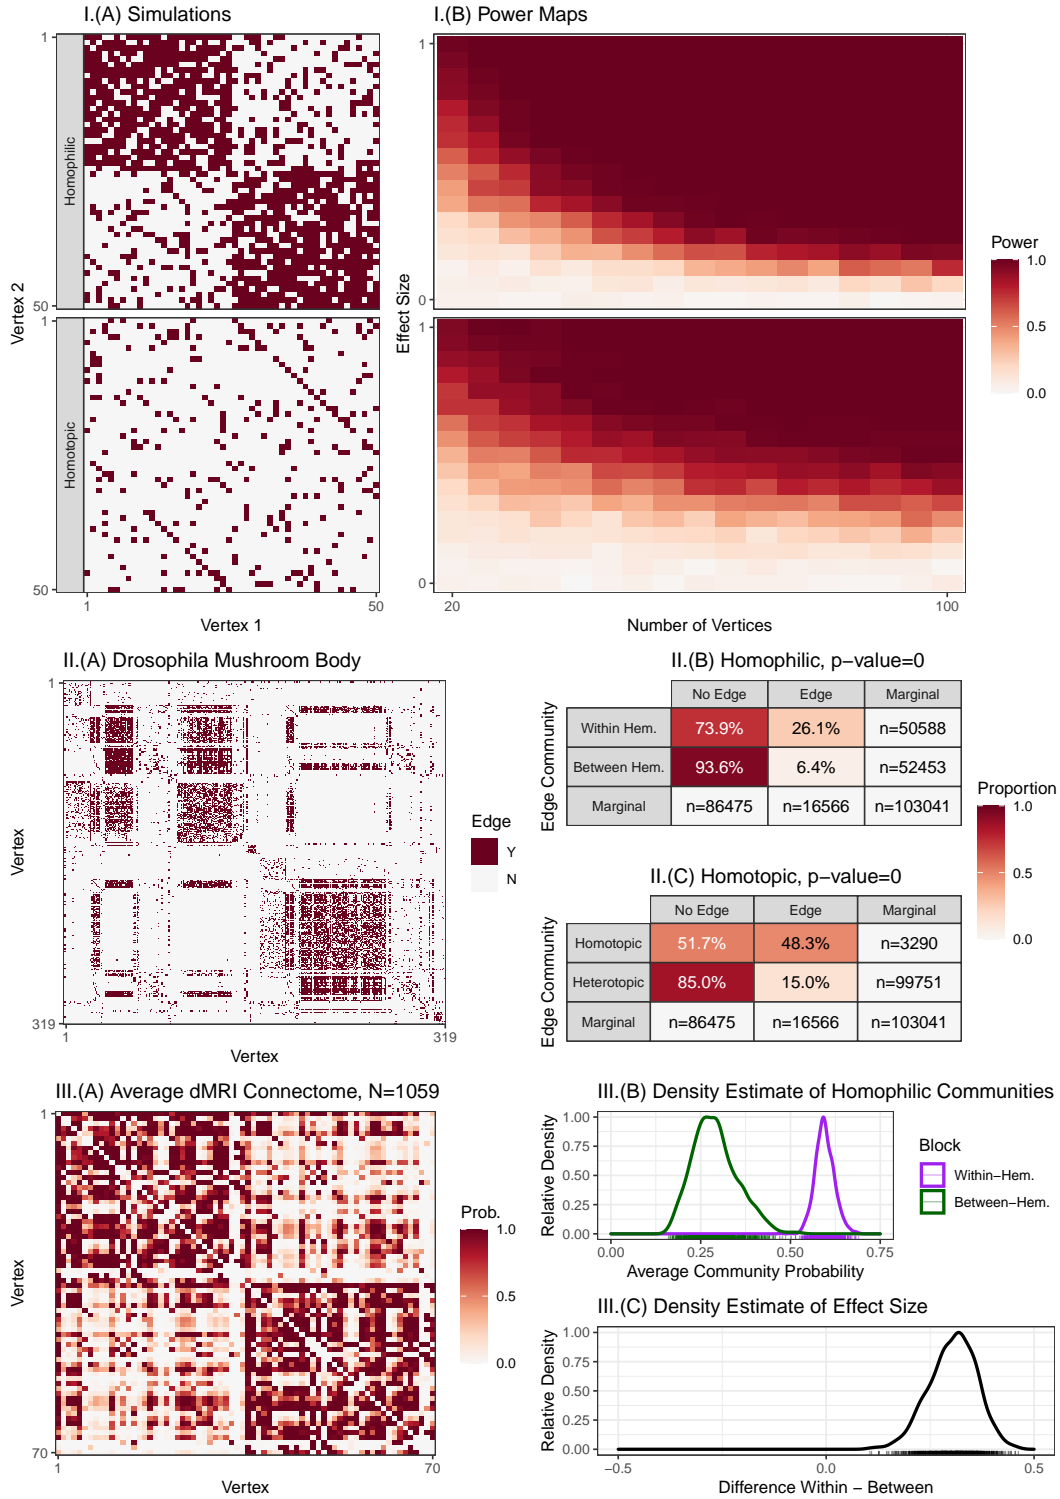 I.(A) Simulations
I.(B) Power Maps
1
Homophilic
50
1
Homotopic
50
Vertex 2
1
50
Vertex 1
1
0
1
0
Effect Size
20
100
Number of Vertices
Power
1.0
0.5
0.0
II.(A) Drosophila Mushroom Body
1
319
Vertex
1
319
Vertex
Edge
Y
N
II.(B) Homophilic, p−value=0
Edge Community
No Edge Edge Marginal
Within Hem. 73.9% 26.1% n=50588
Between Hem. 93.6% 6.4% n=52453
Marginal n=86475 n=16566 n=103041
II.(C) Homotopic, p−value=0
Edge Community
No Edge Edge Marginal
Homotopic 51.7% 48.3% n=3290
Heterotopic 85.0% 15.0% n=99751
Marginal n=86475 n=16566 n=103041
Proportion
1.0
0.5
0.0
III.(A) Average dMRI Connectome, N=1059
1
70
Vertex
1
70
Vertex
Prob.
1.0
0.5
0.0
III.(B) Density Estimate of Homophilic Communities
Relative Density
1.00
0.75
0.50
0.25
0.00
0.00 0.25 0.50 0.75
Average Community Probability
Block
Within−Hem.
Between−Hem.
III.(C) Density Estimate of Effect Size
Relative Density
1.00
0.75
0.50
0.25
0.00
−0.5 0.0 0.5
Difference Within − Between